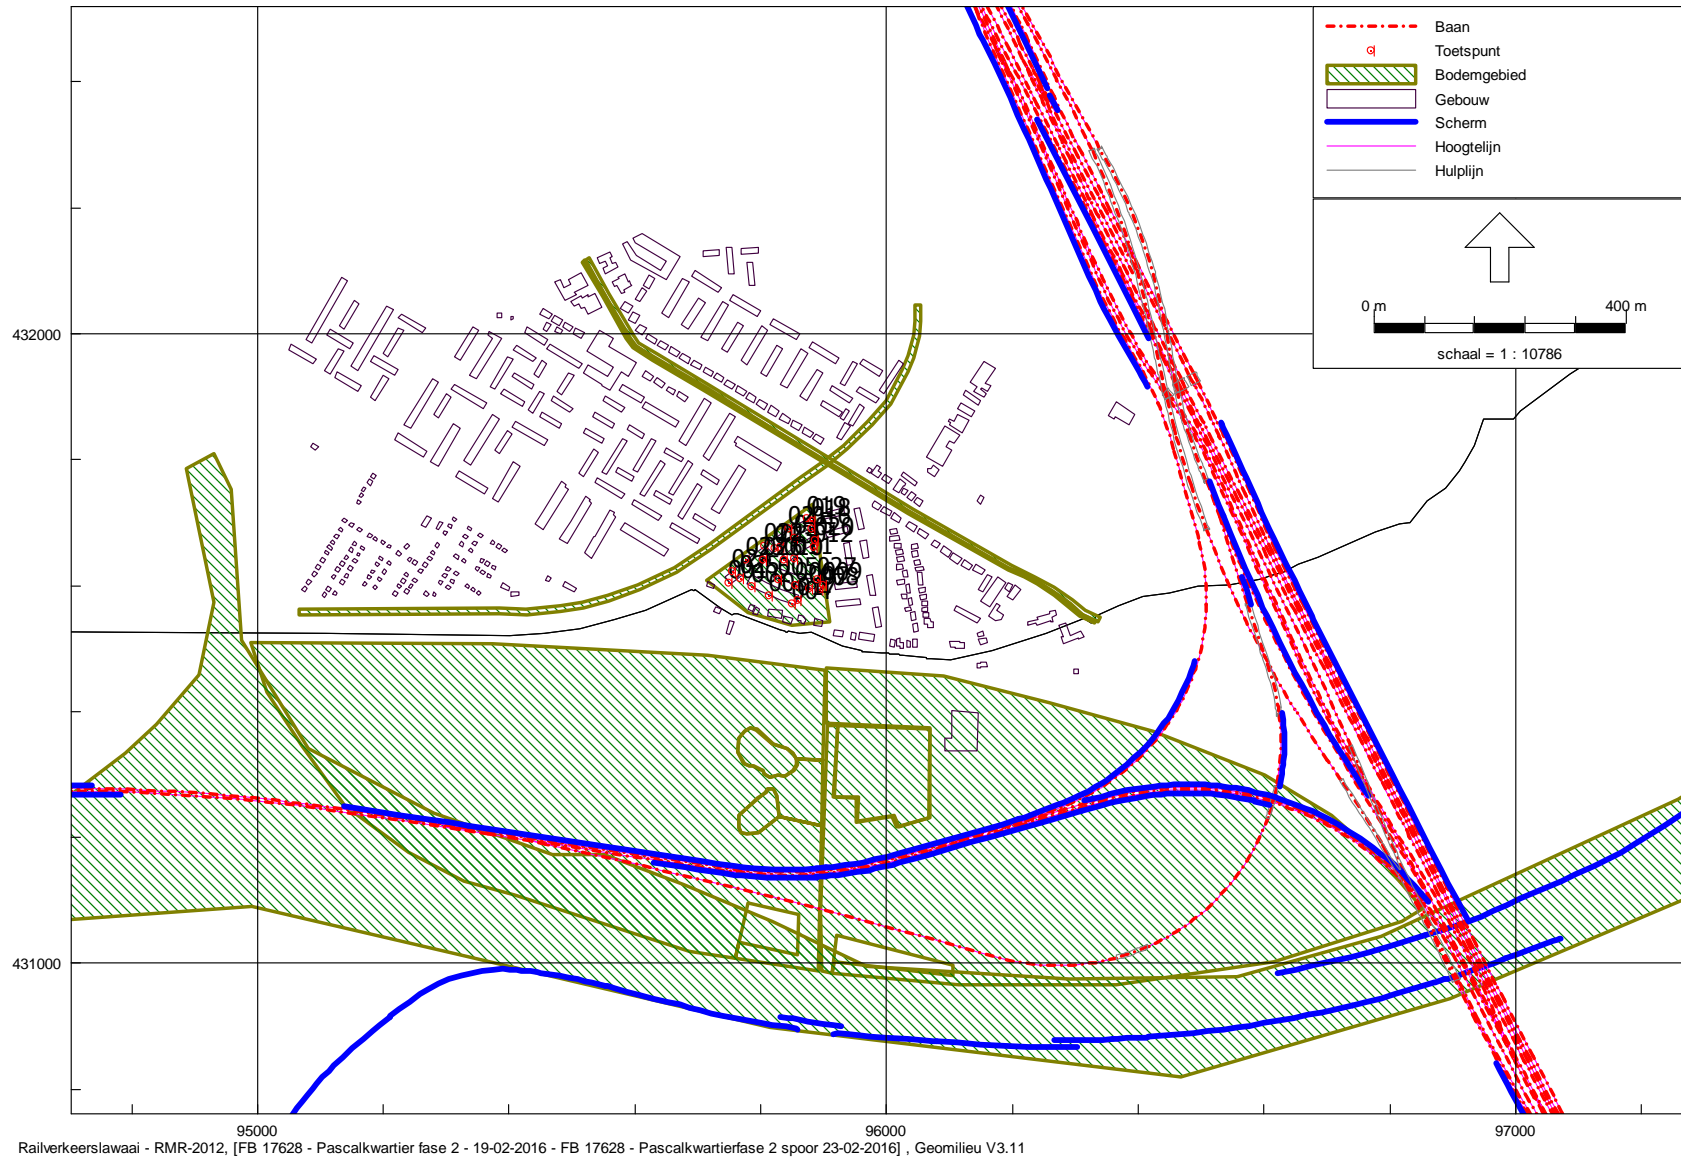 Baan
Toetspunt
Bodemgebied
Gebouw
Scherm
Hoogtelijn
Hulplijn
0 m
400 m
schaal = 1 : 10786
432000
431000
95000
96000
97000
Railverkeerslawaai - RMR-2012, [FB 17628 - Pascalkwartier fase 2 - 19-02-2016 - FB 17628 - Pascalkwartierfase 2 spoor 23-02-2016] , Geomilieu V3.11